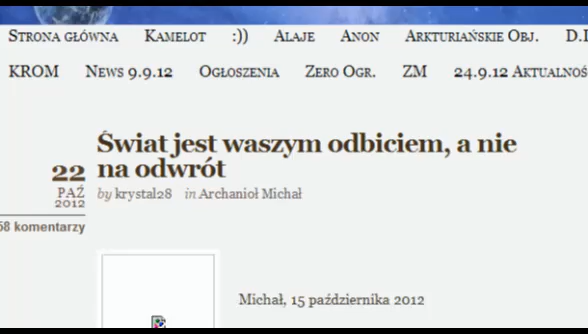 Strona główna Kamelot :)) Alaje Anon Arkturiańskie Obj.
KROM News 9.9.12 Ogłoszenia Zero Ogr. ZM 24.9.12
Świat jest waszym odbiciem, a nie
na odwrót
22
PAŹ
2012
by krystal28 in Archanioł Michał
komentarzy
Michał, 15 października 2012